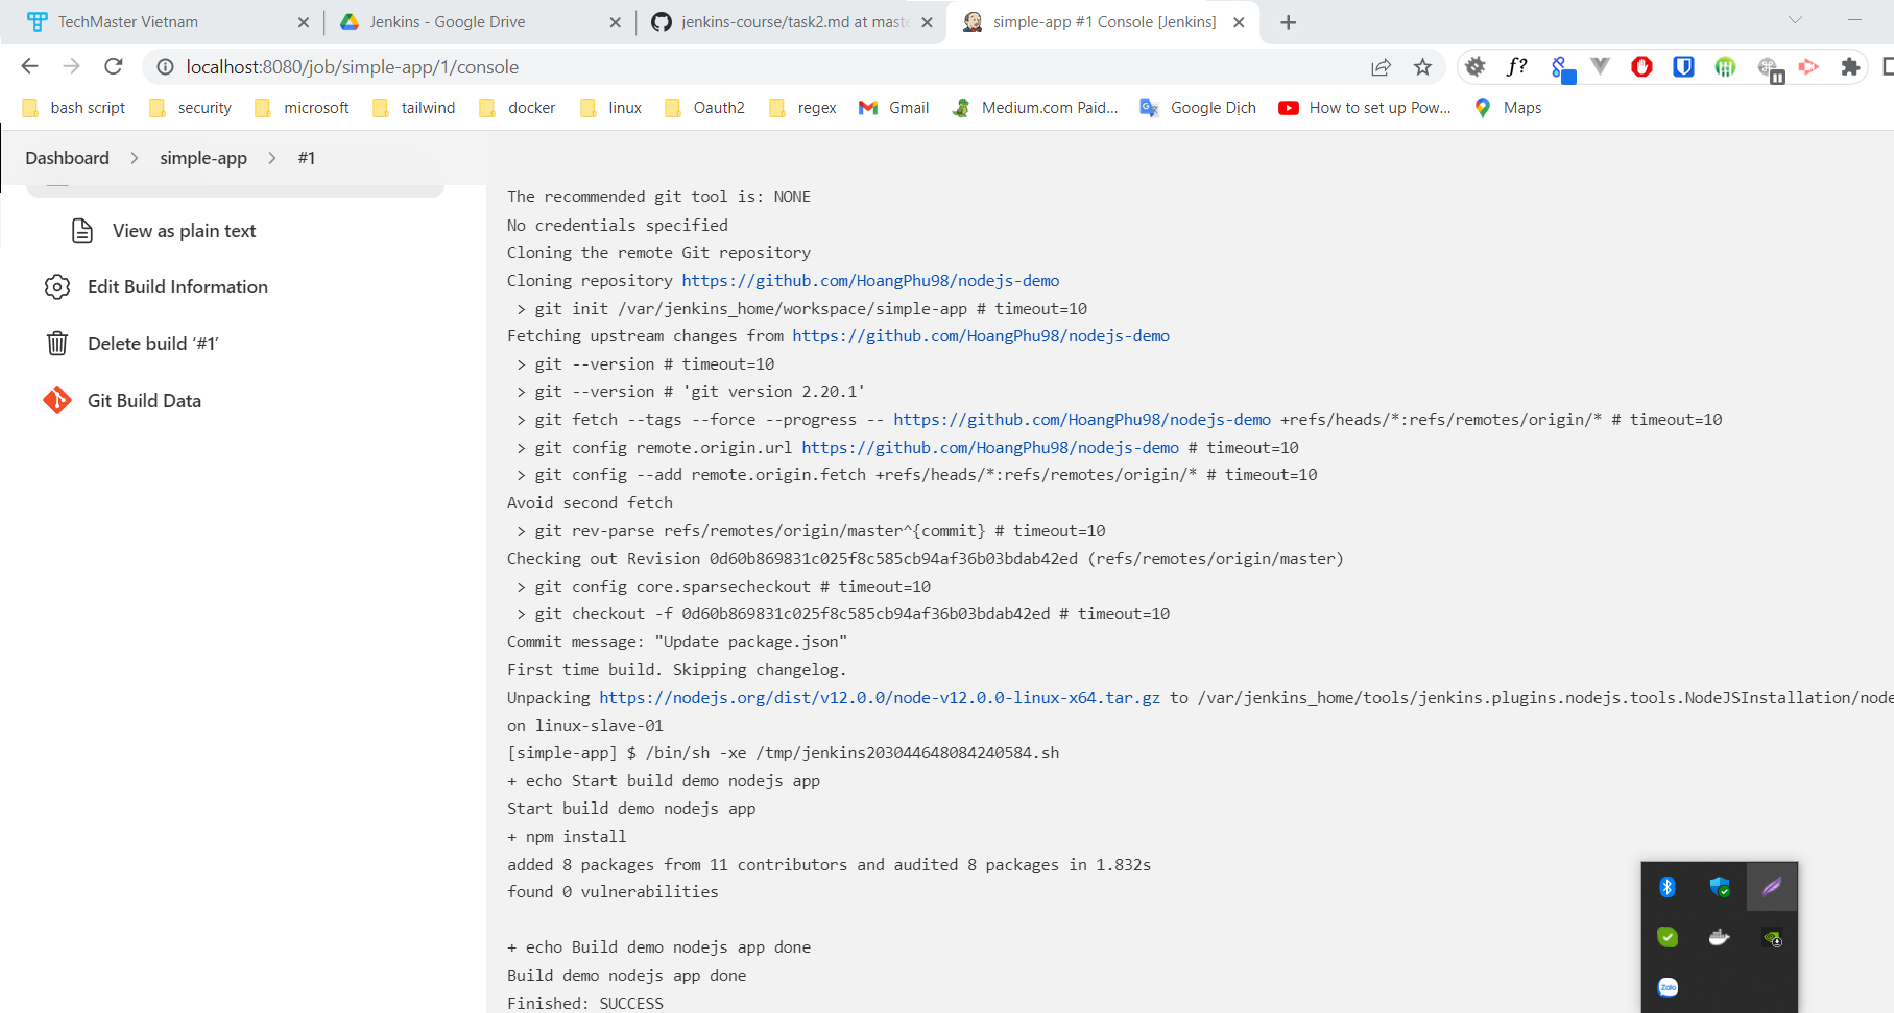 TechMaster Vietnam
Jenkins - Google Drive
jenkins-course/task2.md at mast
simple-app #1 Console [Jenkins]
localhost:8080/job/simple-app/1/console
f?
bash script
security
microsoft
tailwind
docker
linux
Oauth2
regex
Gmail
Medium.com Paid...
Google Dịch
How to set up Pow...
Maps
Dashboard > simple-app > #1
View as plain text
Edit Build Information
Delete build ‘#1’
Git Build Data
The recommended git tool is: NONE
No credentials specified
Cloning the remote Git repository
Cloning repository https://github.com/HoangPhu98/nodejs-demo
> git init /var/jenkins_home/workspace/simple-app # timeout=10
Fetching upstream changes from https://github.com/HoangPhu98/nodejs-demo
> git --version # timeout=10
> git --version # 'git version 2.20.1'
> git fetch --tags --force --progress -- https://github.com/HoangPhu98/nodejs-demo +refs/heads/*:refs/remotes/origin/* # timeout=10
> git config remote.origin.url https://github.com/HoangPhu98/nodejs-demo # timeout=10
> git config --add remote.origin.fetch +refs/heads/*:refs/remotes/origin/* # timeout=10
Avoid second fetch
> git rev-parse refs/remotes/origin/master^{commit} # timeout=10
Checking out Revision 0d60b869831c025f8c585cb94af36b03bdab42ed (refs/remotes/origin/master)
> git config core.sparsecheckout # timeout=10
> git checkout -f 0d60b869831c025f8c585cb94af36b03bdab42ed # timeout=10
Commit message: "Update package.json"
First time build. Skipping changelog.
Unpacking https://nodejs.org/dist/v12.0.0/node-v12.0.0-linux-x64.tar.gz to /var/jenkins_home/tools/jenkins.plugins.nodejs.tools.NodeJSInstallation/node
on linux-slave-01
[simple-app] $ /bin/sh -xe /tmp/jenkins2030446480842405​84.sh
+ echo Start build demo nodejs app
Start build demo nodejs app
+ npm install
added 8 packages from 11 contributors and audited 8 packages in 1.832s
found 0 vulnerabilities
+ echo Build demo nodejs app done
Build demo nodejs app done
Finished: SUCCESS
Zalo